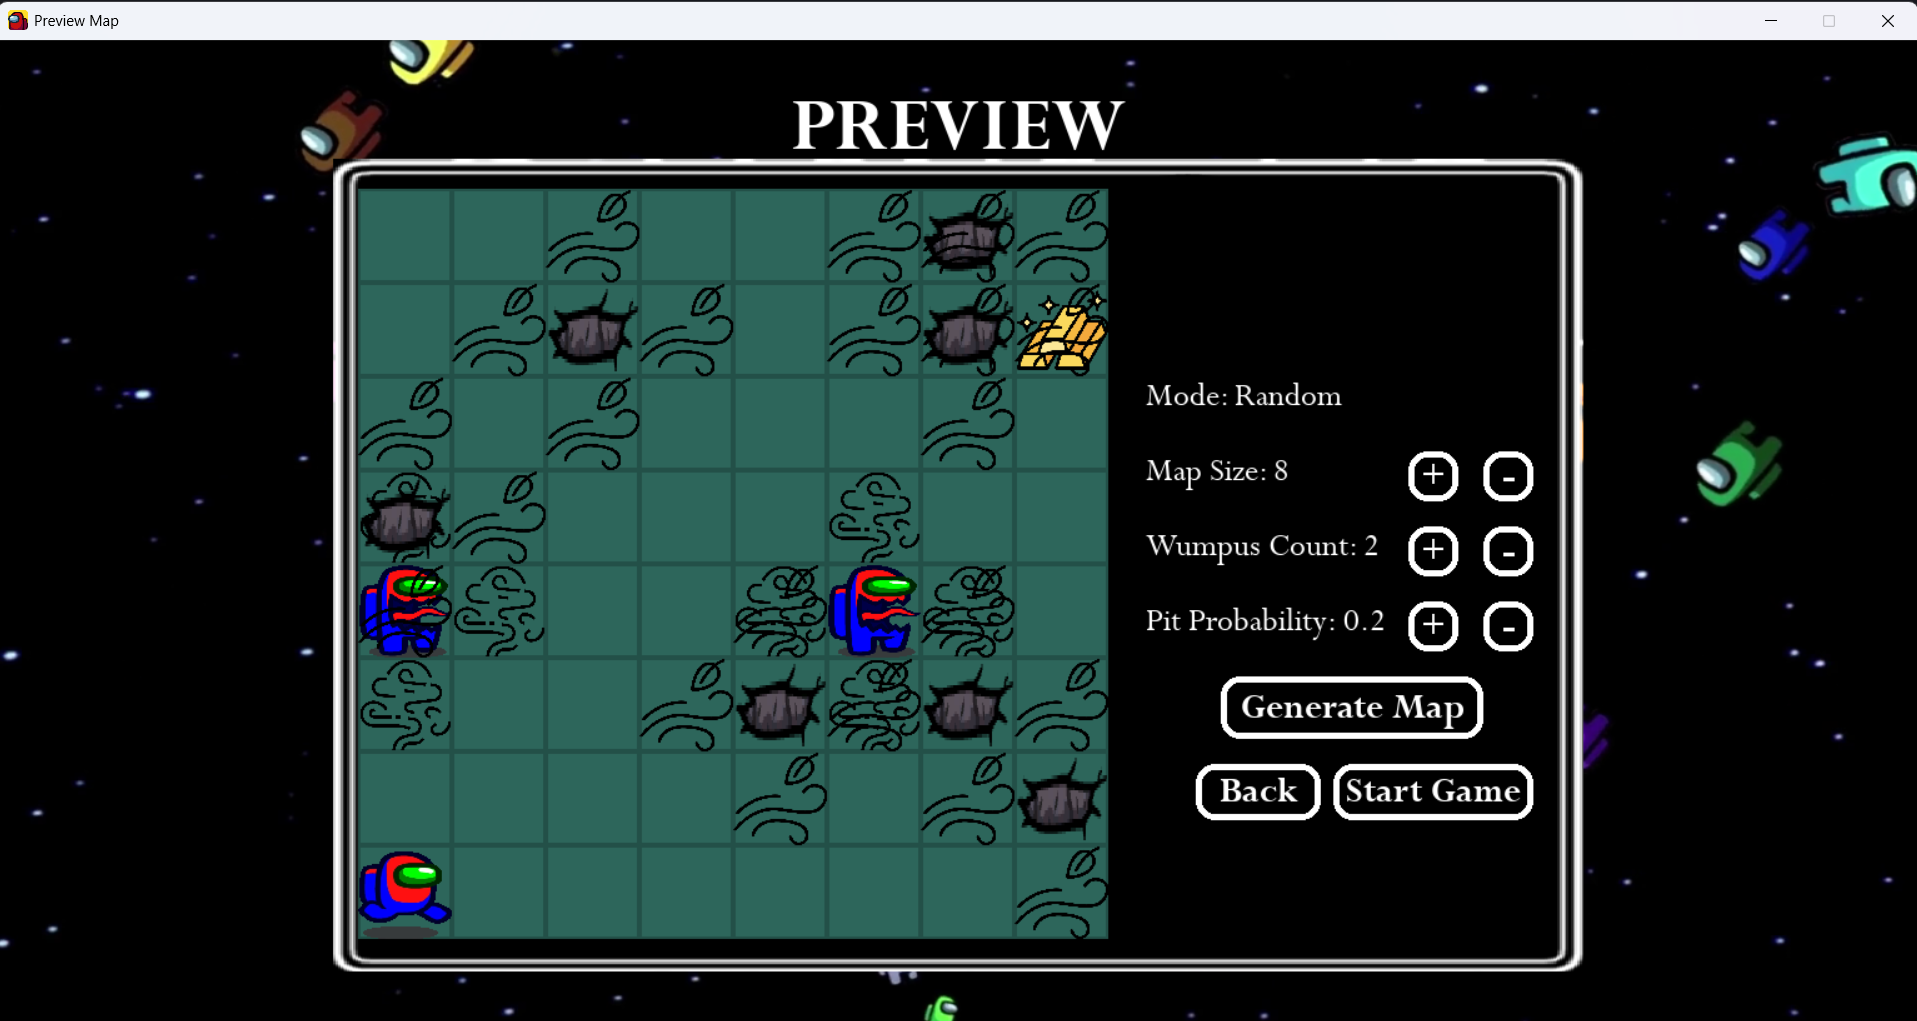 Preview Map
PREVIEW
Mode: Random
Map Size: 8
+
-
Wumpus Count: 2
+
-
Pit Probability: 0.2
+
-
Generate Map
Back
Start Game